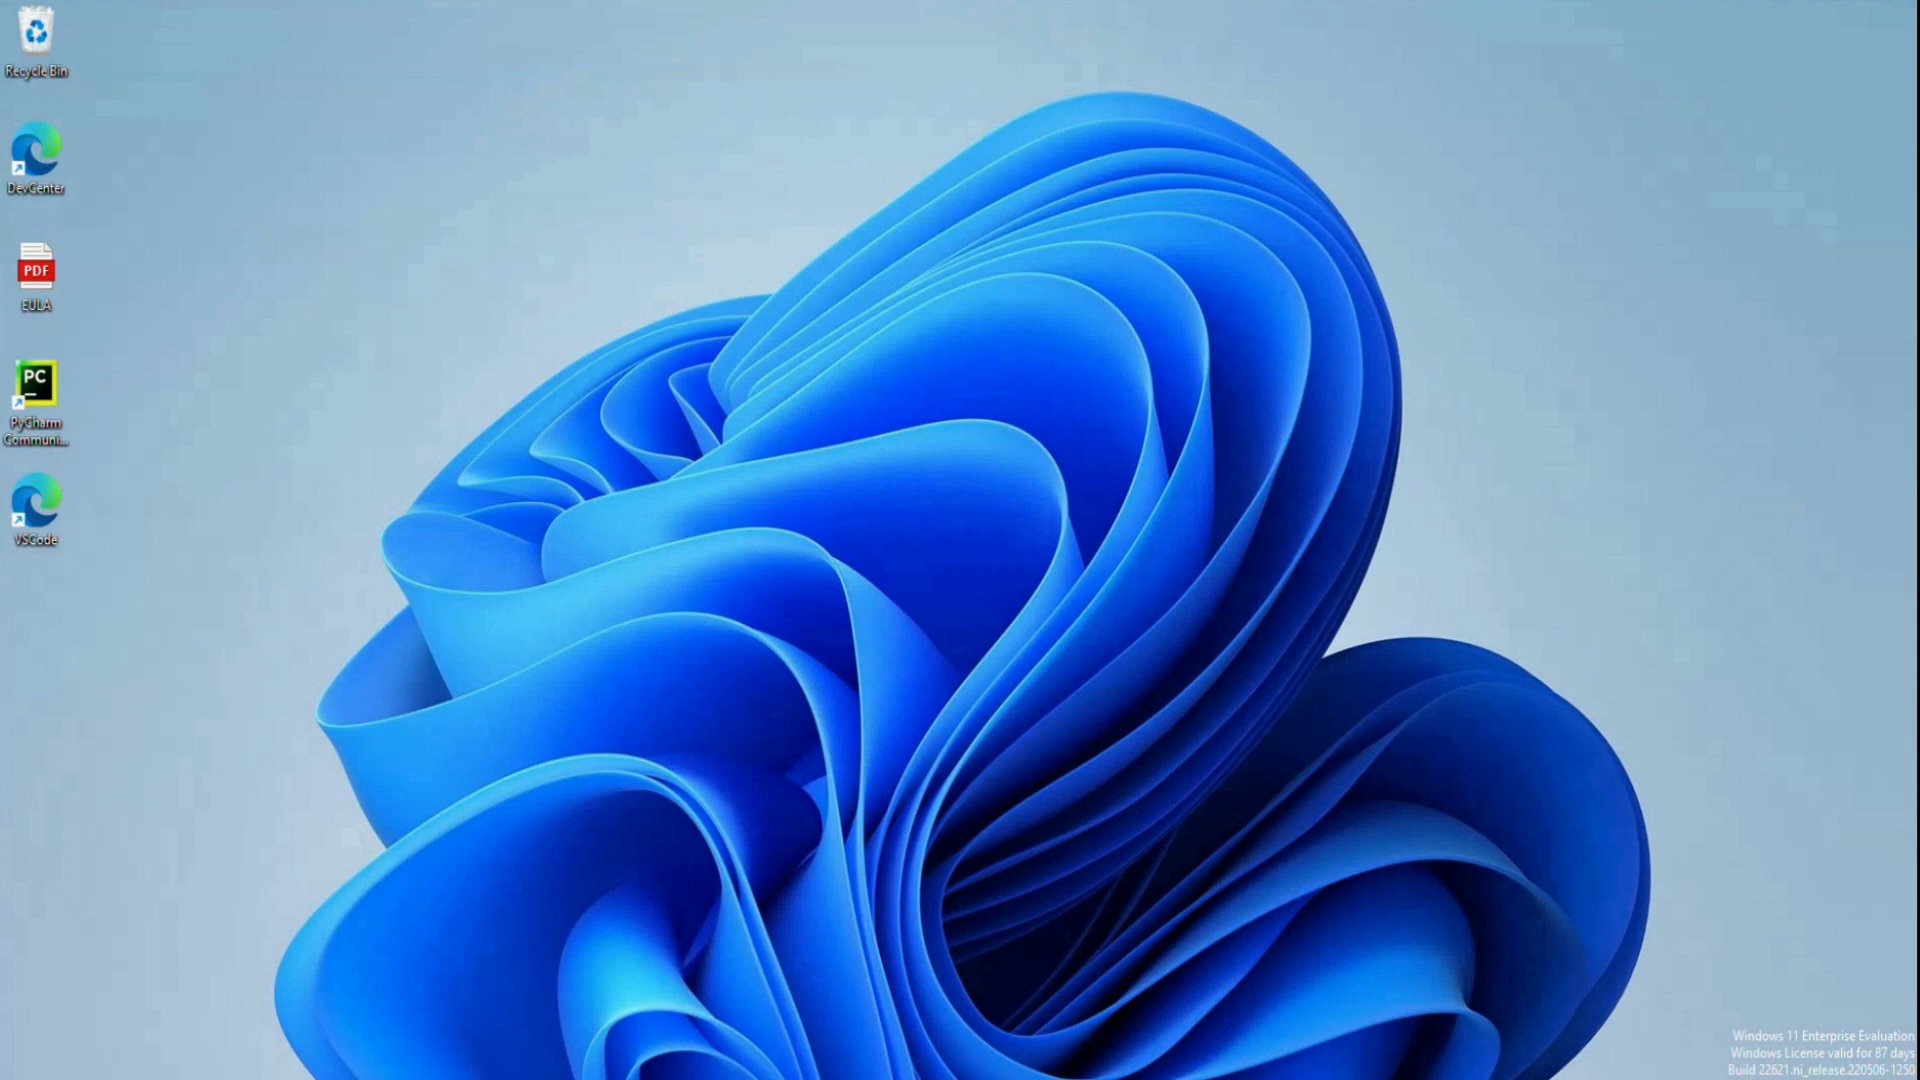 Recycle Bin
DevCenter
PDF
EULA
PC
PyCharm
Communi...
VSCode
Windows 11 Enterprise Evaluation
Windows License valid for 87 days
Build 22621.ni_release.220506-1250